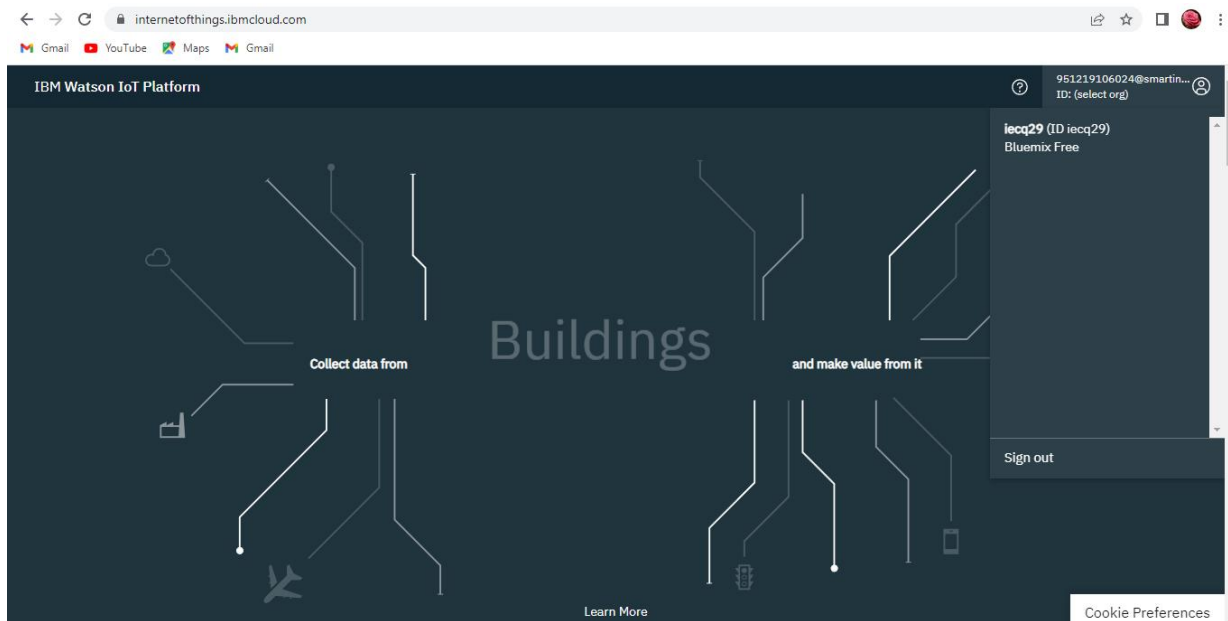 internetofthings.ibmcloud.com
Gmail YouTube Maps Gmail
IBM Watson IoT Platform
951219106024@smartin...
ID: (select org)
iecq29 (ID iecq29)
Bluemix Free
Buildings
Collect data from
and make value from it
Sign out
Learn More
Cookie Preferences